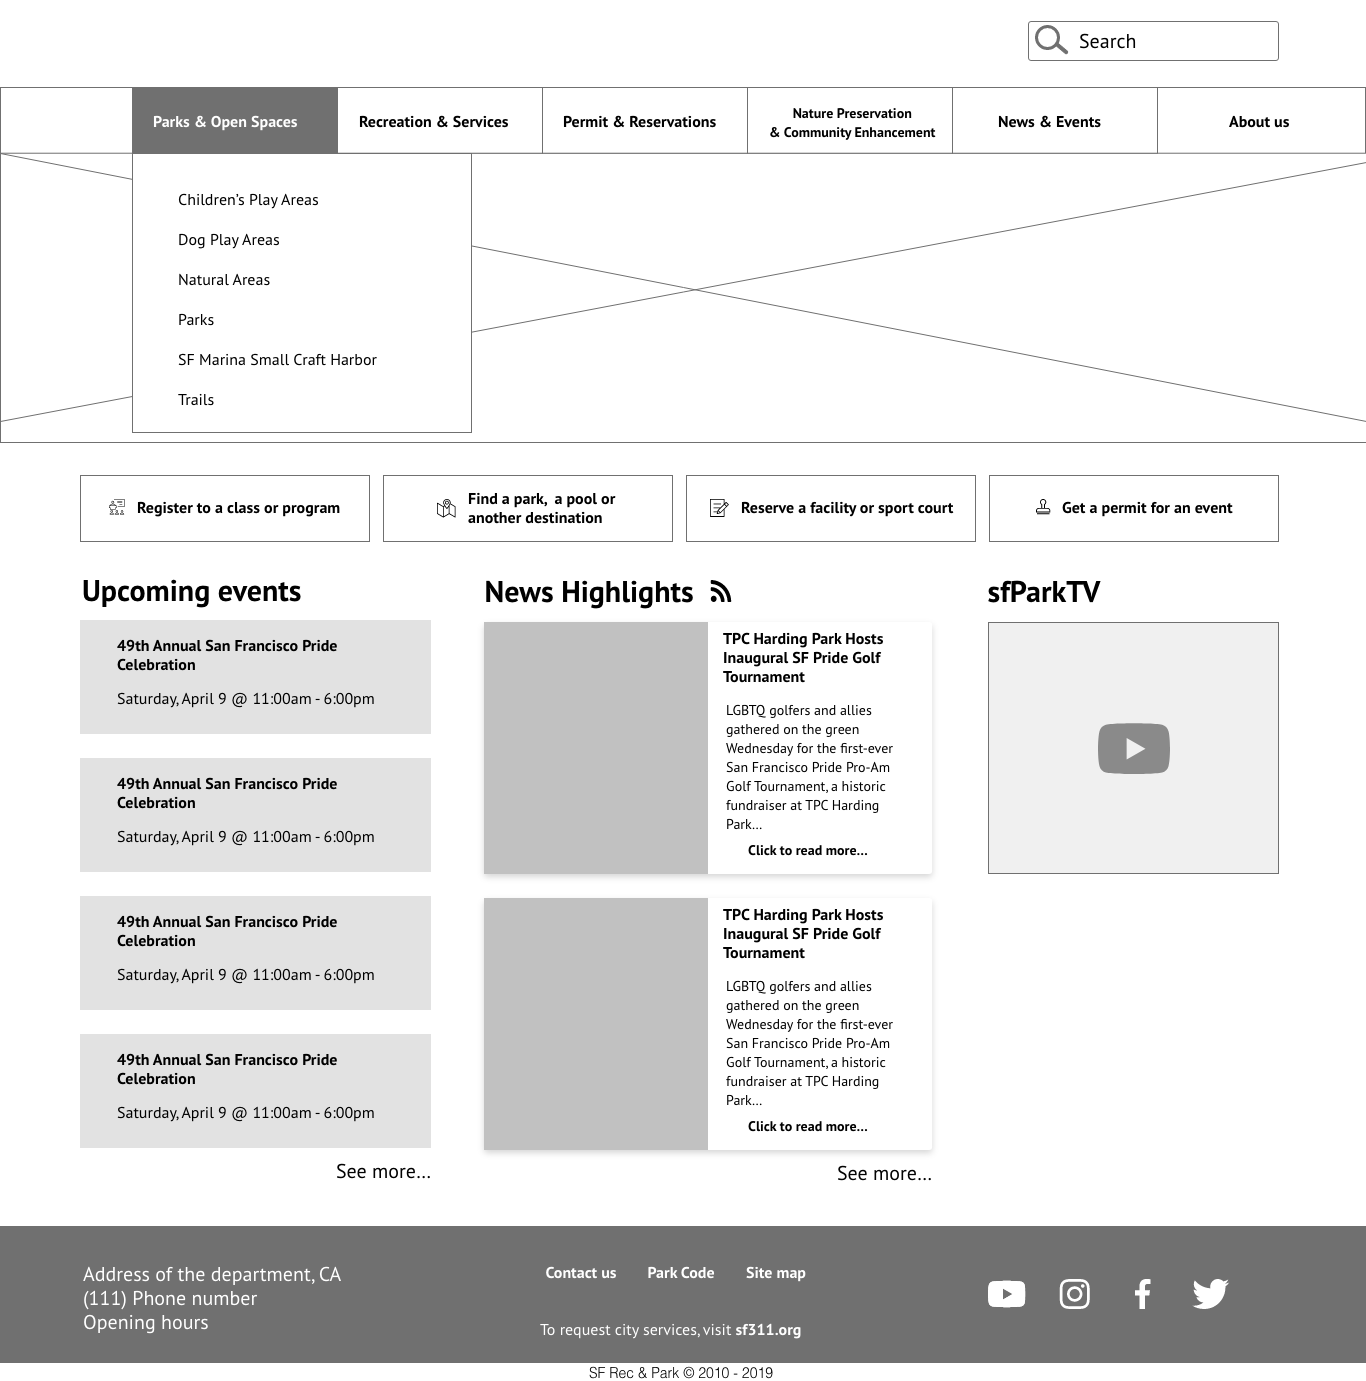 Search
Parks & Open Spaces
Recreation & Services
Permit & Reservations
Nature Preservation
& Community Enhancement
News & Events
About us
Children’s Play Areas
Dog Play Areas
Natural Areas
Parks
SF Marina Small Craft Harbor
Trails
Register to a class or program
Find a park, a pool or
another destination
Reserve a facility or sport court
Get a permit for an event
Upcoming events
49th Annual San Francisco Pride
Celebration
Saturday, April 9 @ 11:00am - 6:00pm
49th Annual San Francisco Pride
Celebration
Saturday, April 9 @ 11:00am - 6:00pm
49th Annual San Francisco Pride
Celebration
Saturday, April 9 @ 11:00am - 6:00pm
49th Annual San Francisco Pride
Celebration
Saturday, April 9 @ 11:00am - 6:00pm
See more...
News Highlights
TPC Harding Park Hosts
Inaugural SF Pride Golf
Tournament
LGBTQ golfers and allies
gathered on the green
Wednesday for the first-ever
San Francisco Pride Pro-Am
Golf Tournament, a historic
fundraiser at TPC Harding
Park...
Click to read more...
TPC Harding Park Hosts
Inaugural SF Pride Golf
Tournament
LGBTQ golfers and allies
gathered on the green
Wednesday for the first-ever
San Francisco Pride Pro-Am
Golf Tournament, a historic
fundraiser at TPC Harding
Park...
Click to read more...
See more...
sfParkTV
Address of the department, CA
(111) Phone number
Opening hours
Contact us
Park Code
Site map
To request city services, visit sf311.org
SF Rec & Park © 2010 - 2019